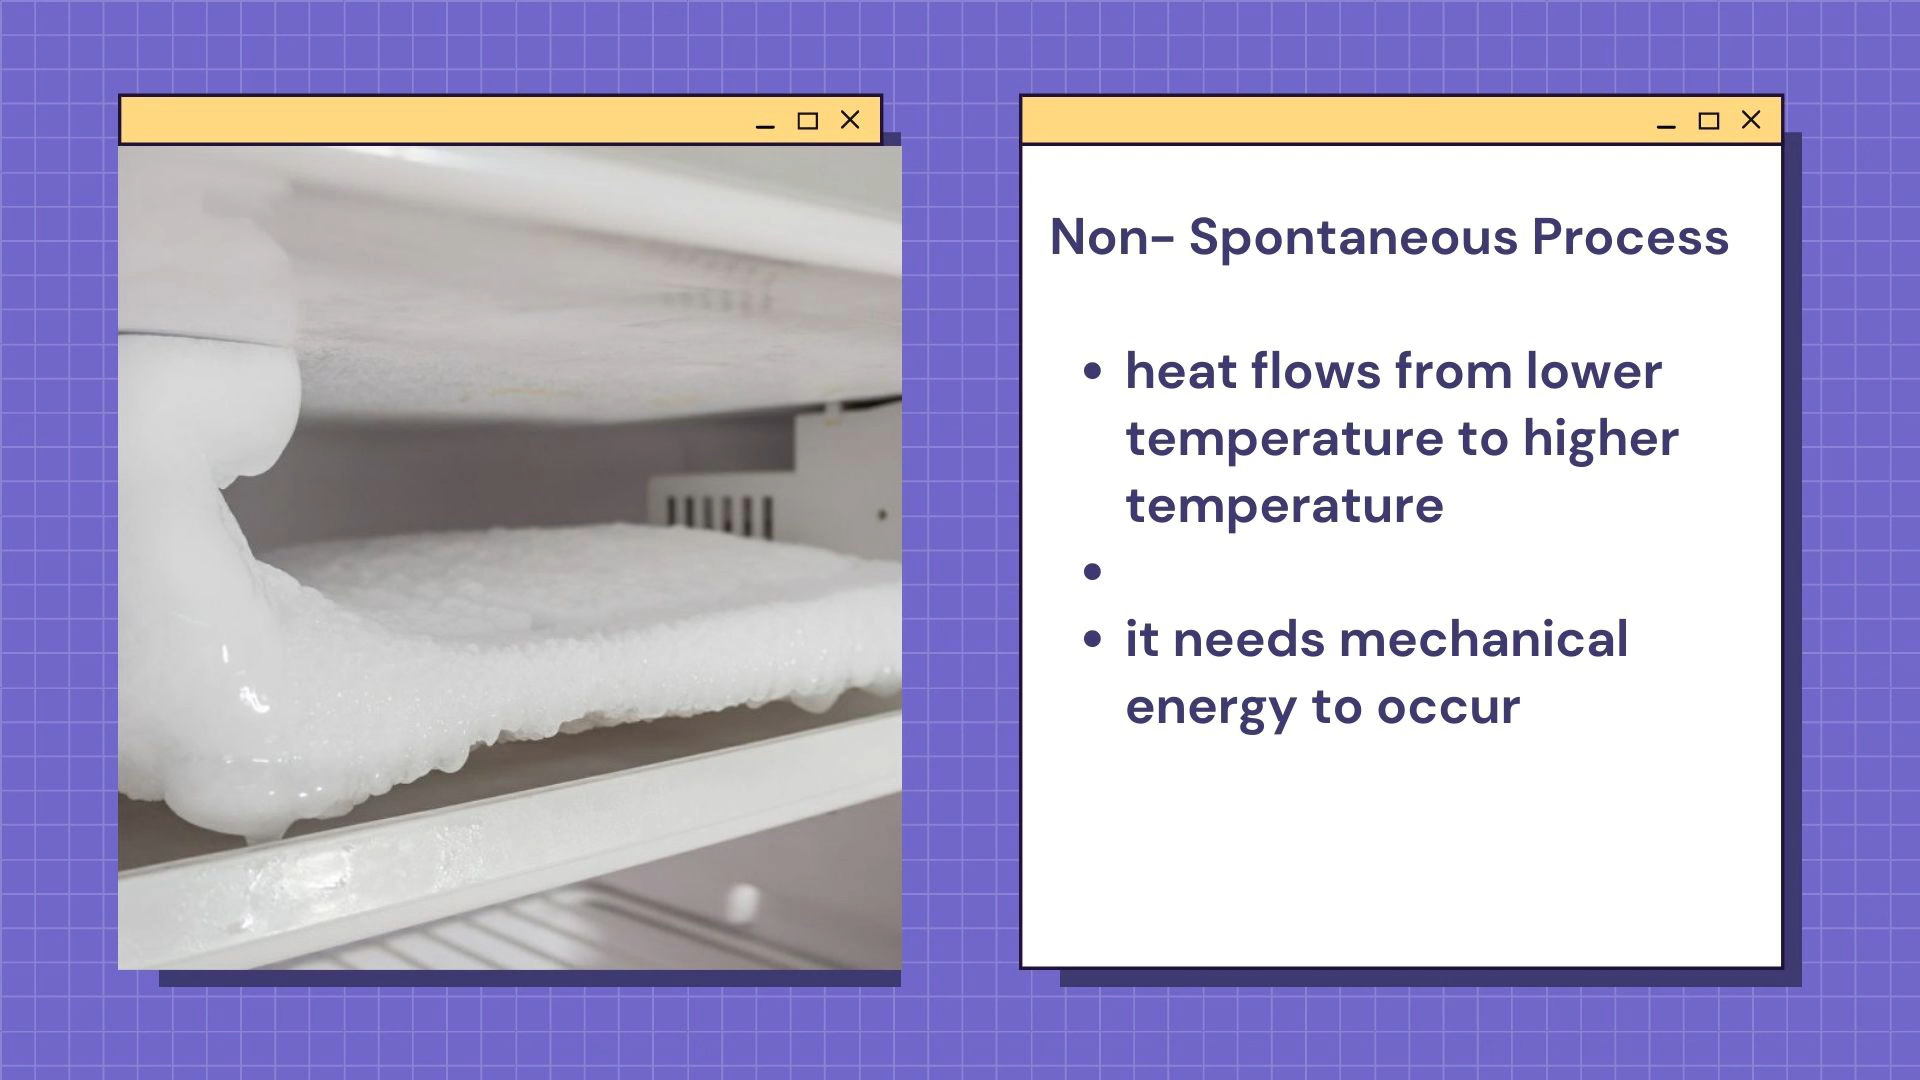 Non- Spontaneous Process
• heat flows from lower
temperature to higher
temperature
•
• it needs mechanical
energy to occur